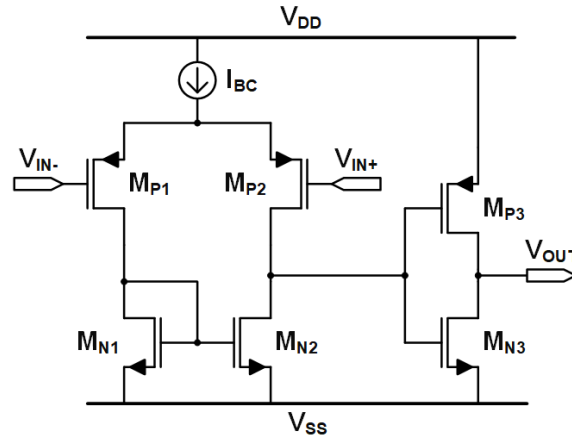 VDD
IBC
VIN-
MP1
MP2
VIN+
MP3
VOUT
MN1
MN2
MN3
VSS